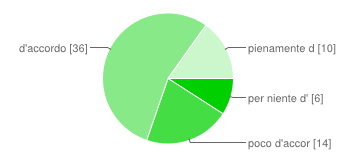 d'accordo [36]
pienamente d [10]
per niente d' [6]
poco d'accor [14]